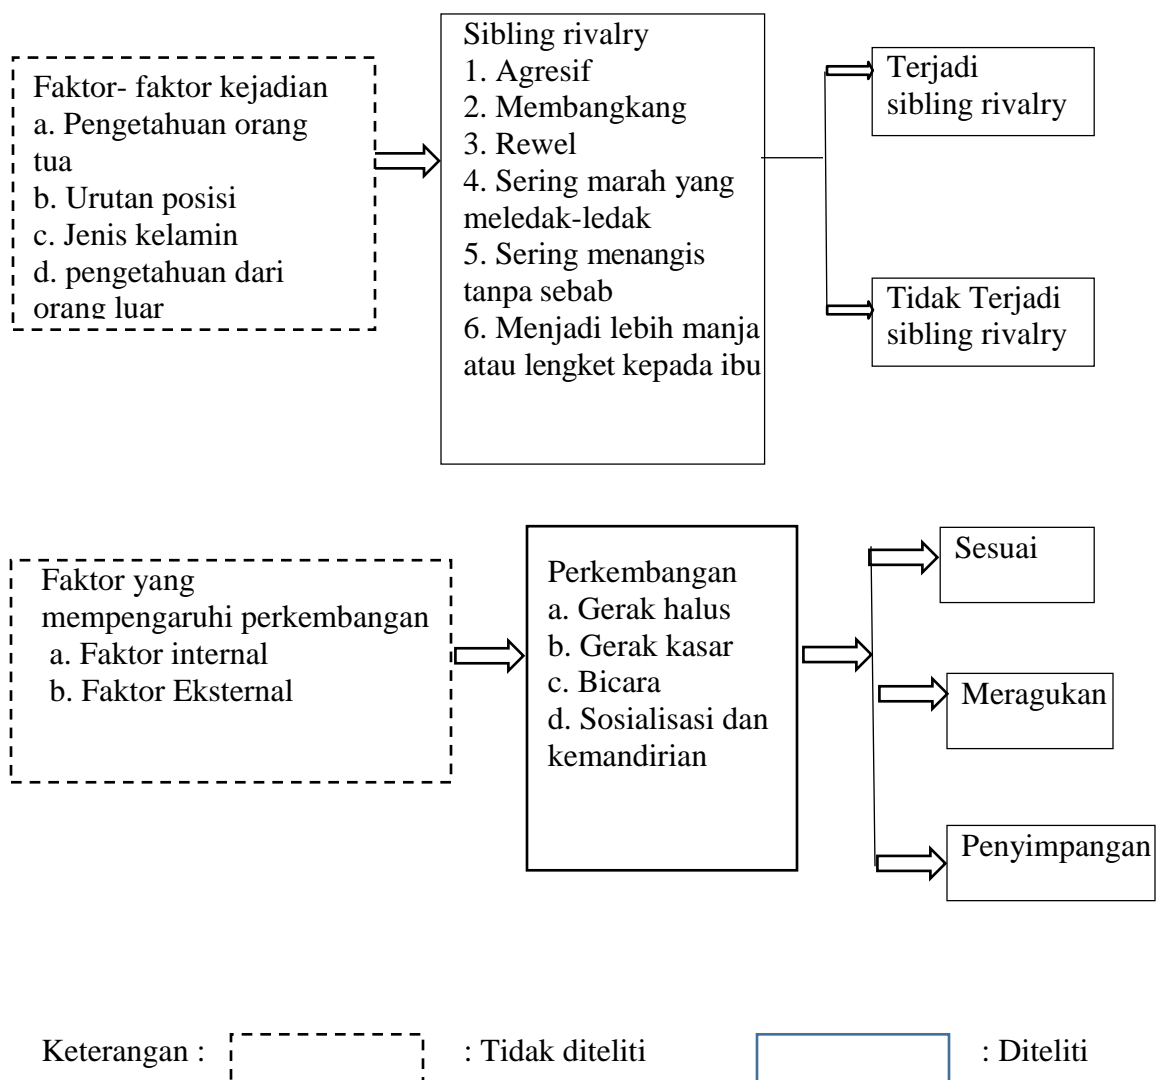 Faktor- faktor kejadian
a. Pengetahuan orang
tua
b. Urutan posisi
c. Jenis kelamin
d. pengetahuan dari
orang luar
Sibling rivalry
1. Agresif
2. Membangkang
3. Rewel
4. Sering marah yang
meledak-ledak
5. Sering menangis
tanpa sebab
6. Menjadi lebih manja
atau lengket kepada ibu
Terjadi
sibling rivalry
Tidak Terjadi
sibling rivalry
Faktor yang
mempengaruhi perkembangan
a. Faktor internal
b. Faktor Eksternal
Perkembangan
a. Gerak halus
b. Gerak kasar
c. Bicara
d. Sosialisasi dan
kemandirian
Sesuai
Meragukan
Penyimpangan
Keterangan : : Tidak diteliti : Diteliti